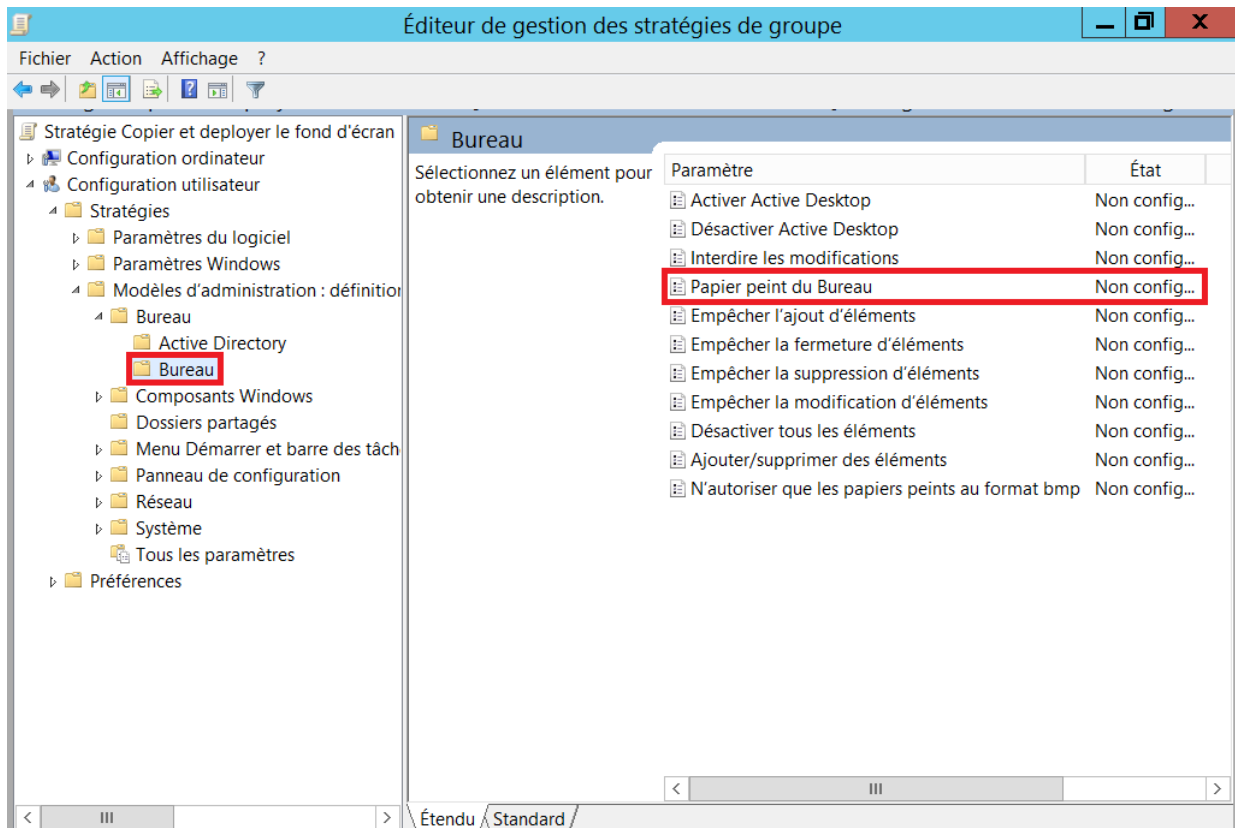 Éditeur de gestion des stratégies de groupe
Fichier Action Affichage ?
Stratégie Copier et deployer le fond d'écran
Configuration ordinateur
Configuration utilisateur
Stratégies
Paramètres du logiciel
Paramètres Windows
Modèles d'administration : définition
Bureau
Active Directory
Bureau
Composants Windows
Dossiers partagés
Menu Démarrer et barre des tâch
Panneau de configuration
Réseau
Système
Tous les paramètres
Préférences
Bureau
Sélectionnez un élément pour
obtenir une description.
Paramètre État
Activer Active Desktop Non config...
Désactiver Active Desktop Non config...
Interdire les modifications Non config...
Papier peint du Bureau Non config...
Empêcher l’ajout d’éléments Non config...
Empêcher la fermeture d’éléments Non config...
Empêcher la suppression d’éléments Non config...
Empêcher la modification d’éléments Non config...
Désactiver tous les éléments Non config...
Ajouter/supprimer des éléments Non config...
N’autoriser que les papiers peints au format bmp Non config...
Étendu Standard